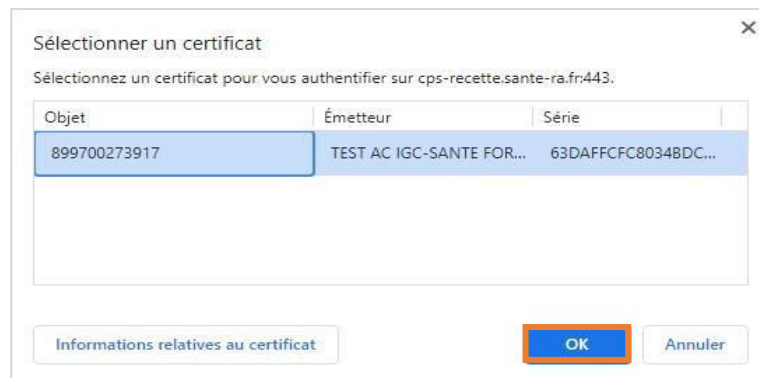 Sélectionner un certificat
Sélectionnez un certificat pour vous authentifier sur cps-recette.sante-ra.fr:443.
Objet Émetteur Série
899700273917 TEST AC IGC-SANTE FOR... 63DAFFCFC8034BDC...
Informations relatives au certificat OK Annuler